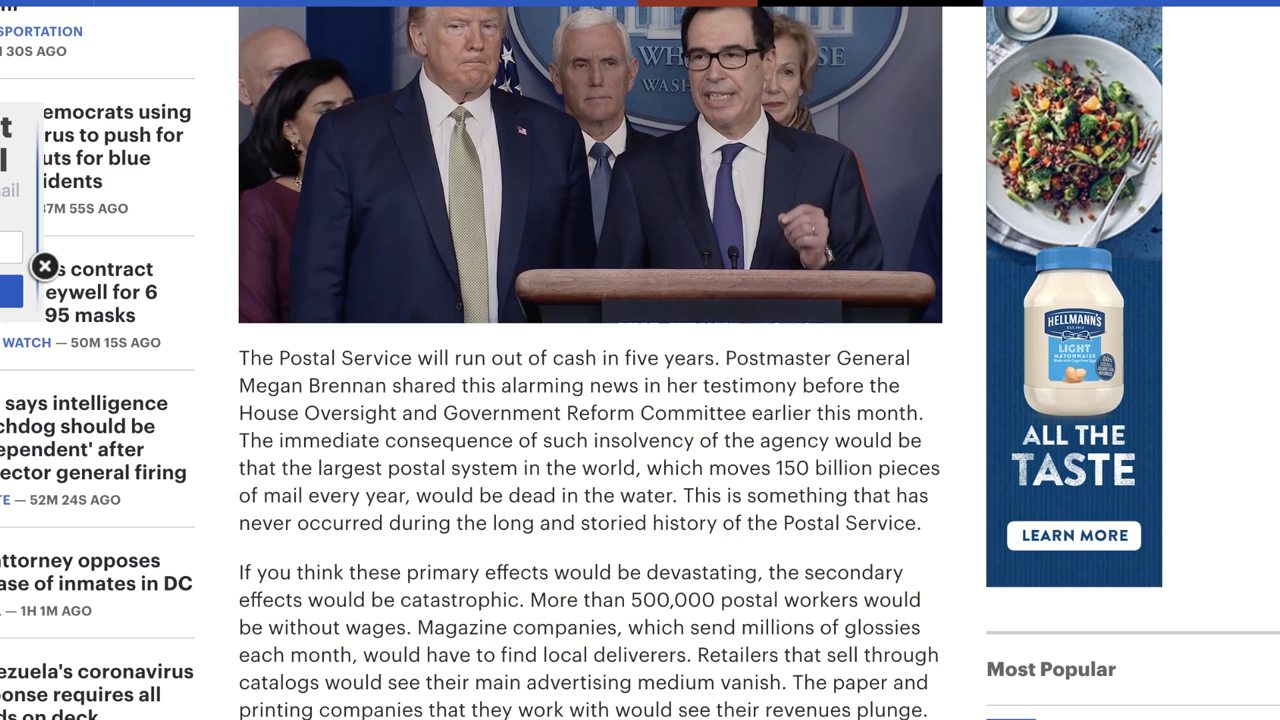 SPORTATION
30S AGO
emocrats using
rus to push for
uts for blue
idents
37M 55S AGO
s contract
eywell for 6
95 masks
WATCH — 50M 15S AGO
says intelligence
chdog should be
ependent' after
ector general firing
TE — 52M 24S AGO
attorney opposes
ase of inmates in DC
— 1H 1M AGO
ezuela's coronavirus
ponse requires all
ds on deck
WH SE
WASH
The Postal Service will run out of cash in five years. Postmaster General
Megan Brennan shared this alarming news in her testimony before the
House Oversight and Government Reform Committee earlier this month.
The immediate consequence of such insolvency of the agency would be
that the largest postal system in the world, which moves 150 billion pieces
of mail every year, would be dead in the water. This is something that has
never occurred during the long and storied history of the Postal Service.
If you think these primary effects would be devastating, the secondary
effects would be catastrophic. More than 500,000 postal workers would
be without wages. Magazine companies, which send millions of glossies
each month, would have to find local deliverers. Retailers that sell through
catalogs would see their main advertising medium vanish. The paper and
printing companies that they work with would see their revenues plunge.
HELLMANN'S
LIGHT
MAYONNAISE
ALL THE
TASTE
LEARN MORE
Most Popular